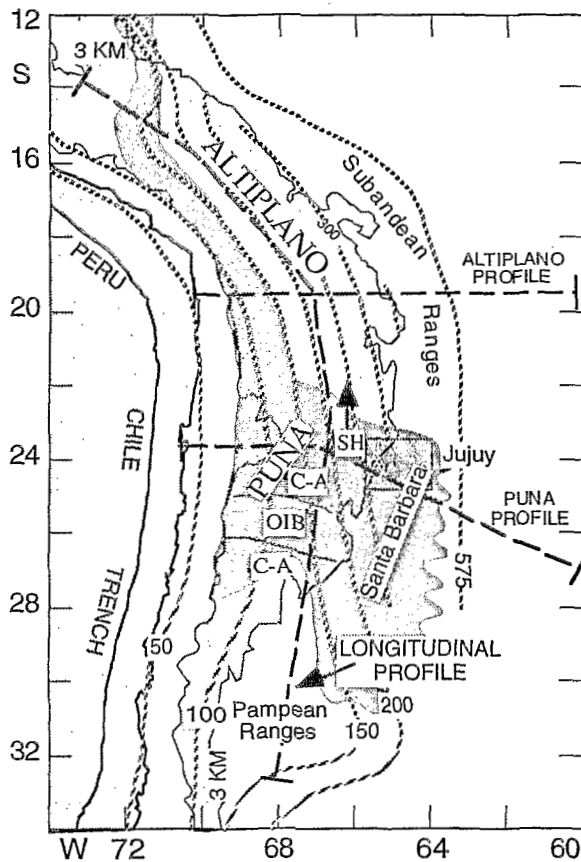 12
3 KM
S
16
ALTIPLANO
Subandean
300
ALTIPLANO
PROFILE
PERU
20
Ranges
CHILE
24
PUNA
SH
Jujuy
C-A
Santa Barbara
PUNA
PROFILE
OIB
C-A
575
28
TRENCH
50
LONGITUDINAL
PROFILE
100
Pampean
Ranges
200
150
3 KM
32
W 72 68 64 60